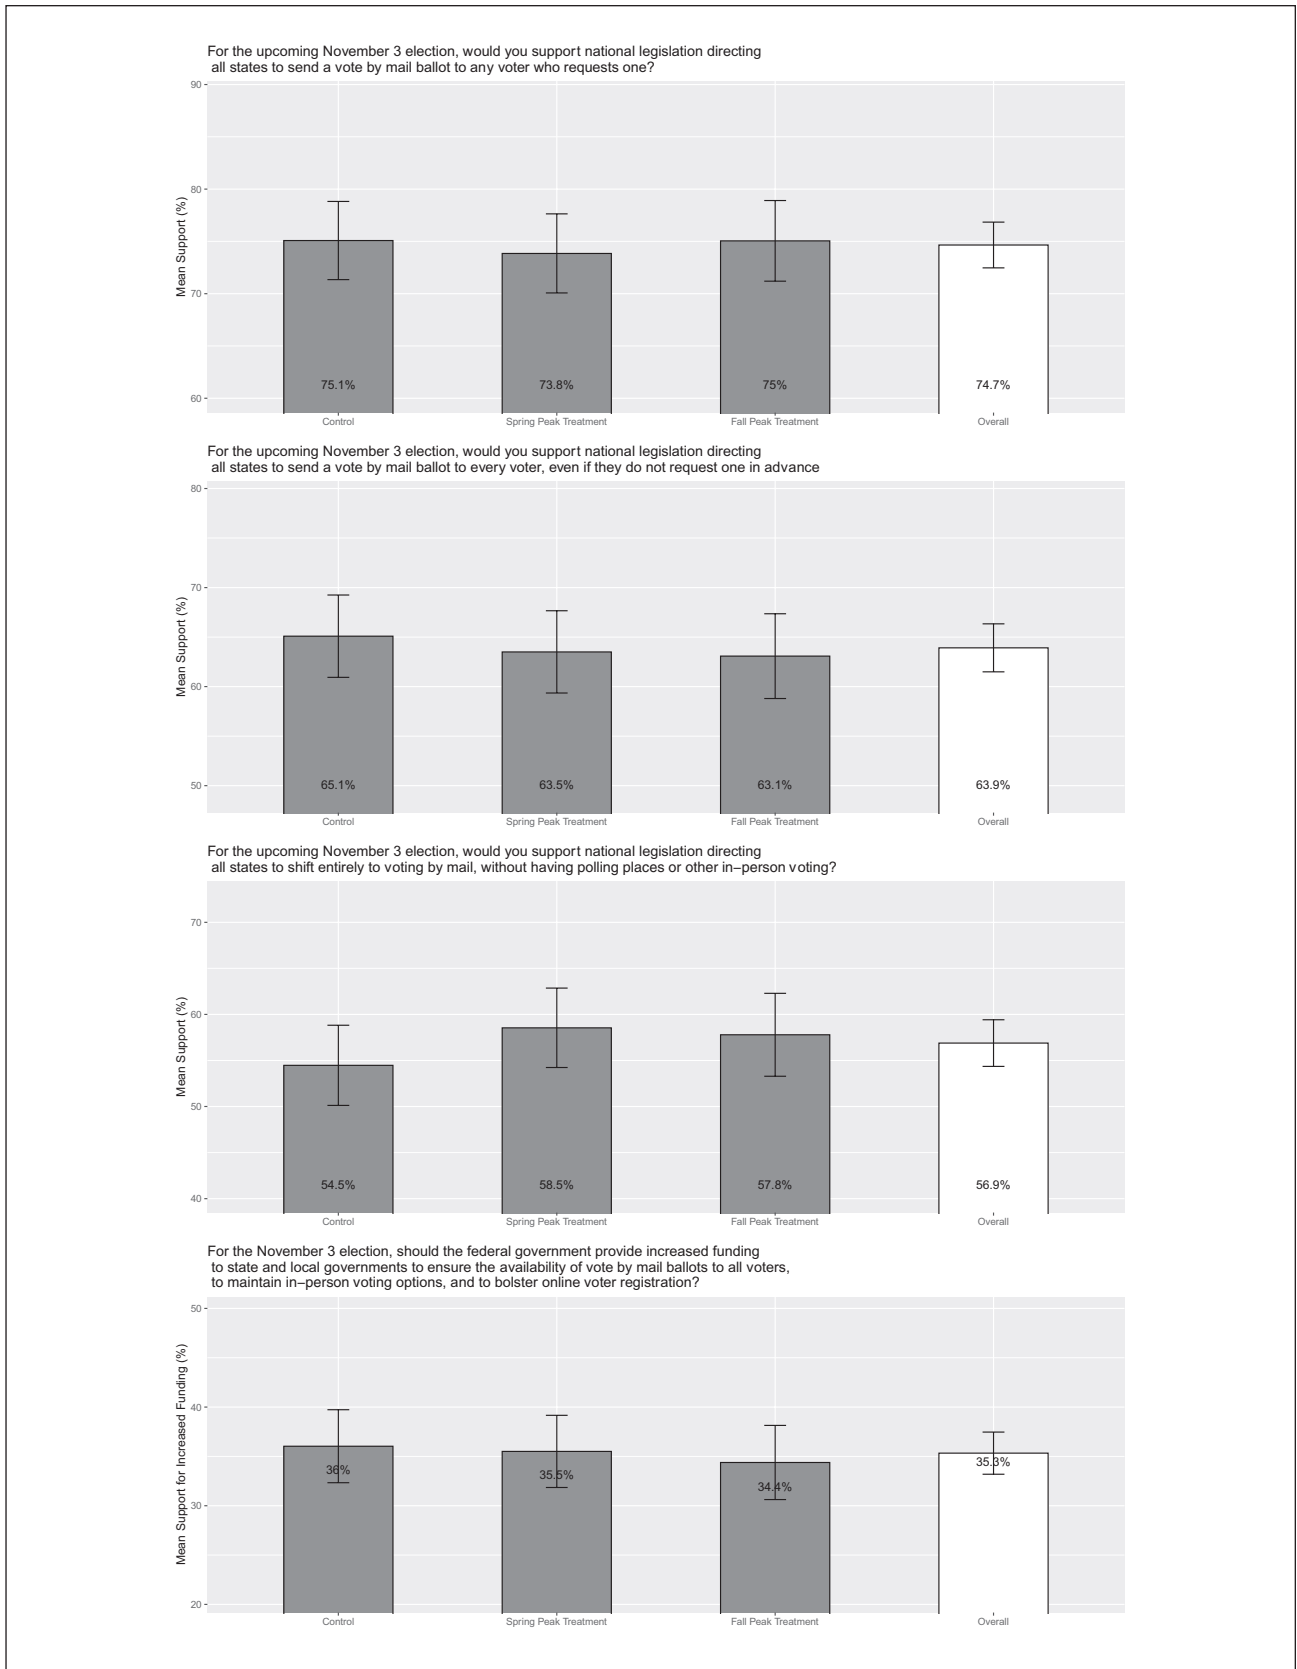 For the upcoming November 3 election, would you support national legislation directing
all states to send a vote by mail ballot to any voter who requests one?
90
80
70
60
Mean Support (%)
75.1%
73.8%
75%
74.7%
Control
Spring Peak Treatment
Fall Peak Treatment
Overall
For the upcoming November 3 election, would you support national legislation directing
all states to send a vote by mail ballot to every voter, even if they do not request one in advance
80
70
60
50
Mean Support (%)
65.1%
63.5%
63.1%
63.9%
Control
Spring Peak Treatment
Fall Peak Treatment
Overall
For the upcoming November 3 election, would you support national legislation directing
all states to shift entirely to voting by mail, without having polling places or other in−person voting?
70
60
50
40
Mean Support (%)
54.5%
58.5%
57.8%
56.9%
Control
Spring Peak Treatment
Fall Peak Treatment
Overall
For the November 3 election, should the federal government provide increased funding
to state and local governments to ensure the availability of vote by mail ballots to all voters,
to maintain in−person voting options, and to bolster online voter registration?
50
40
30
20
Mean Support for Increased Funding (%)
36%
35.5%
34.4%
35.3%
Control
Spring Peak Treatment
Fall Peak Treatment
Overall